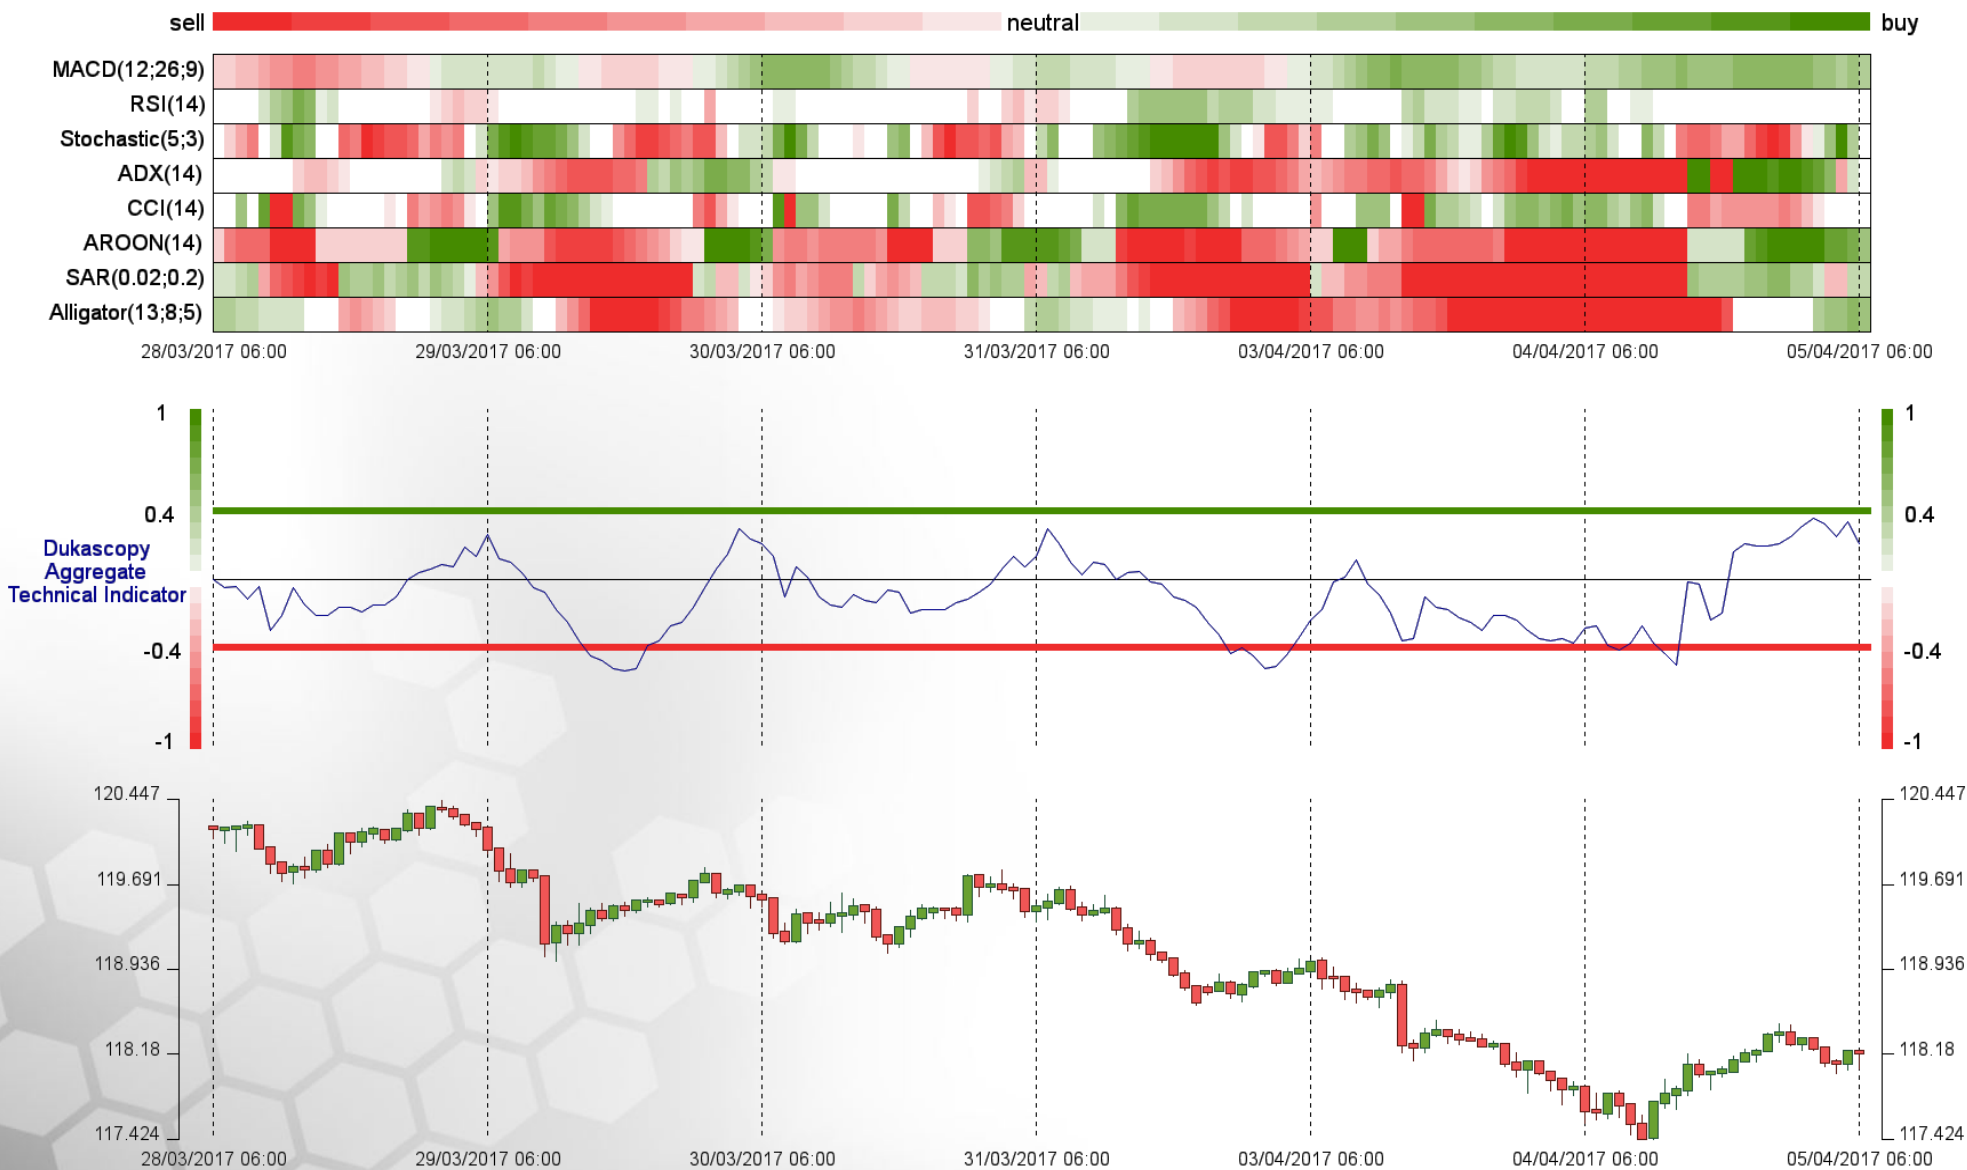 sell neutral buy
MACD(12;26;9)
RSI(14)
Stochastic(5;3)
ADX(14)
CCI(14)
AROON(14)
SAR(0.02;0.2)
Alligator(13;8;5)
28/03/2017 06:00 29/03/2017 06:00 30/03/2017 06:00 31/03/2017 06:00 03/04/2017 06:00 04/04/2017 06:00 05/04/2017 06:00
1 1
0.4 0.4
Dukascopy
Aggregate
Technical Indicator
-0.4 -0.4
-1 -1
120.447 120.447
119.691 119.691
118.936 118.936
118.18 118.18
117.424 117.424
28/03/2017 06:00 29/03/2017 06:00 30/03/2017 06:00 31/03/2017 06:00 03/04/2017 06:00 04/04/2017 06:00 05/04/2017 06:00